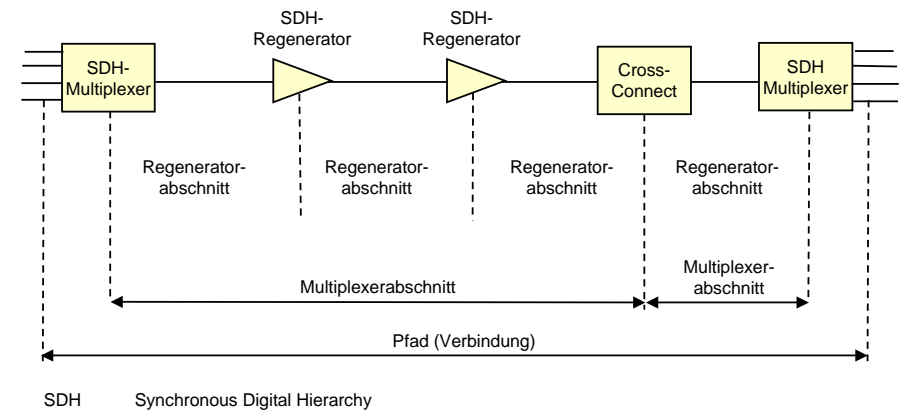 SDH-
Regenerator
SDH-
Regenerator
SDH-
Multiplexer
Cross-
Connect
SDH
Multiplexer
Regenerator-
abschnitt
Regenerator-
abschnitt
Regenerator-
abschnitt
Regenerator-
abschnitt
Multiplexerabschnitt
Multiplexer-
abschnitt
Pfad (Verbindung)
SDH Synchronous Digital Hierarchy